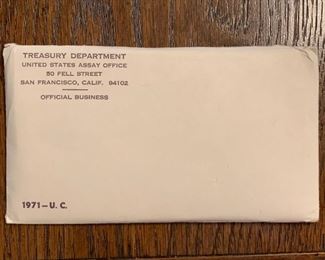 TREASURY DEPARTMENT
UNITED STATES ASSAY OFFICE
50 FELL STREET
SAN FRANCISCO, CALIF. 94102
OFFICIAL BUSINESS
1971—U. C.